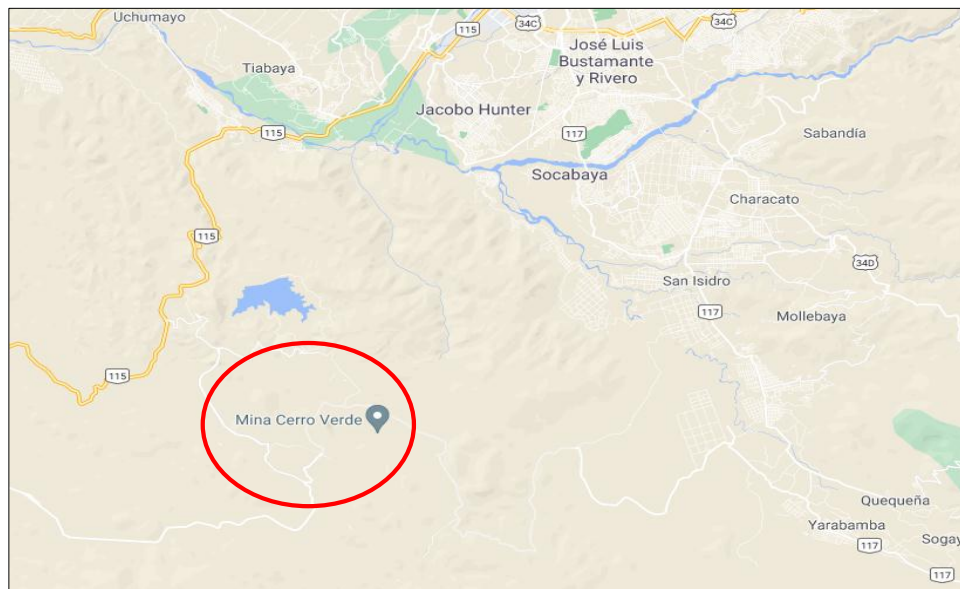 Uchumayo
115
34C
34C
José Luis
Bustamante
y Rivero
Tiabaya
Jacobo Hunter
115
117
Sabandía
Socabaya
Characato
115
34D
San Isidro
117
Mollebaya
115
Mina Cerro Verde
Quequeña
Yarabamba
Sogay
117
117